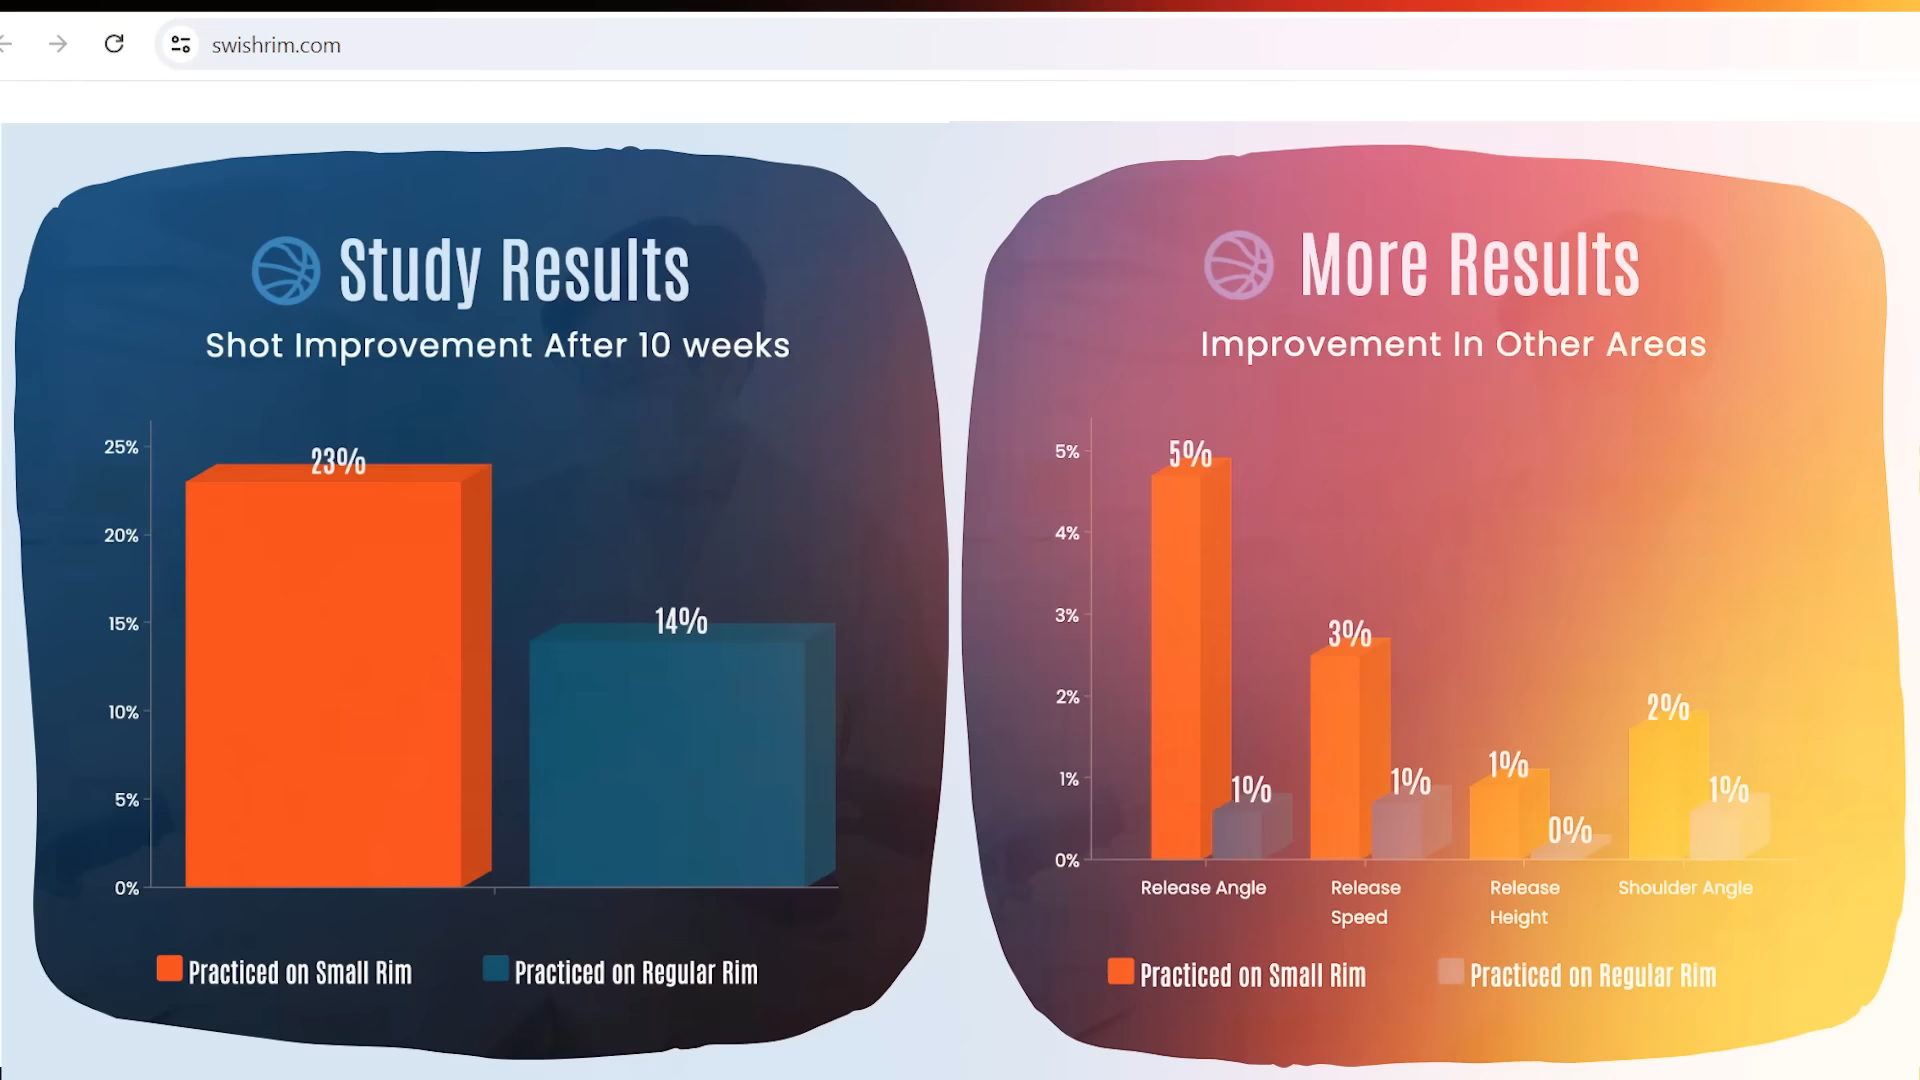 swishrim.com
Study Results
Shot Improvement After 10 weeks
25%
20%
15%
10%
5%
0%
23%
14%
Practiced on Small Rim
Practiced on Regular Rim
More Results
Improvement In Other Areas
5%
4%
3%
2%
1%
0%
5%
1%
3%
1%
1%
0%
2%
1%
Release Angle
Release
Speed
Release
Height
Shoulder Angle
Practiced on Small Rim
Practiced on Regular Rim